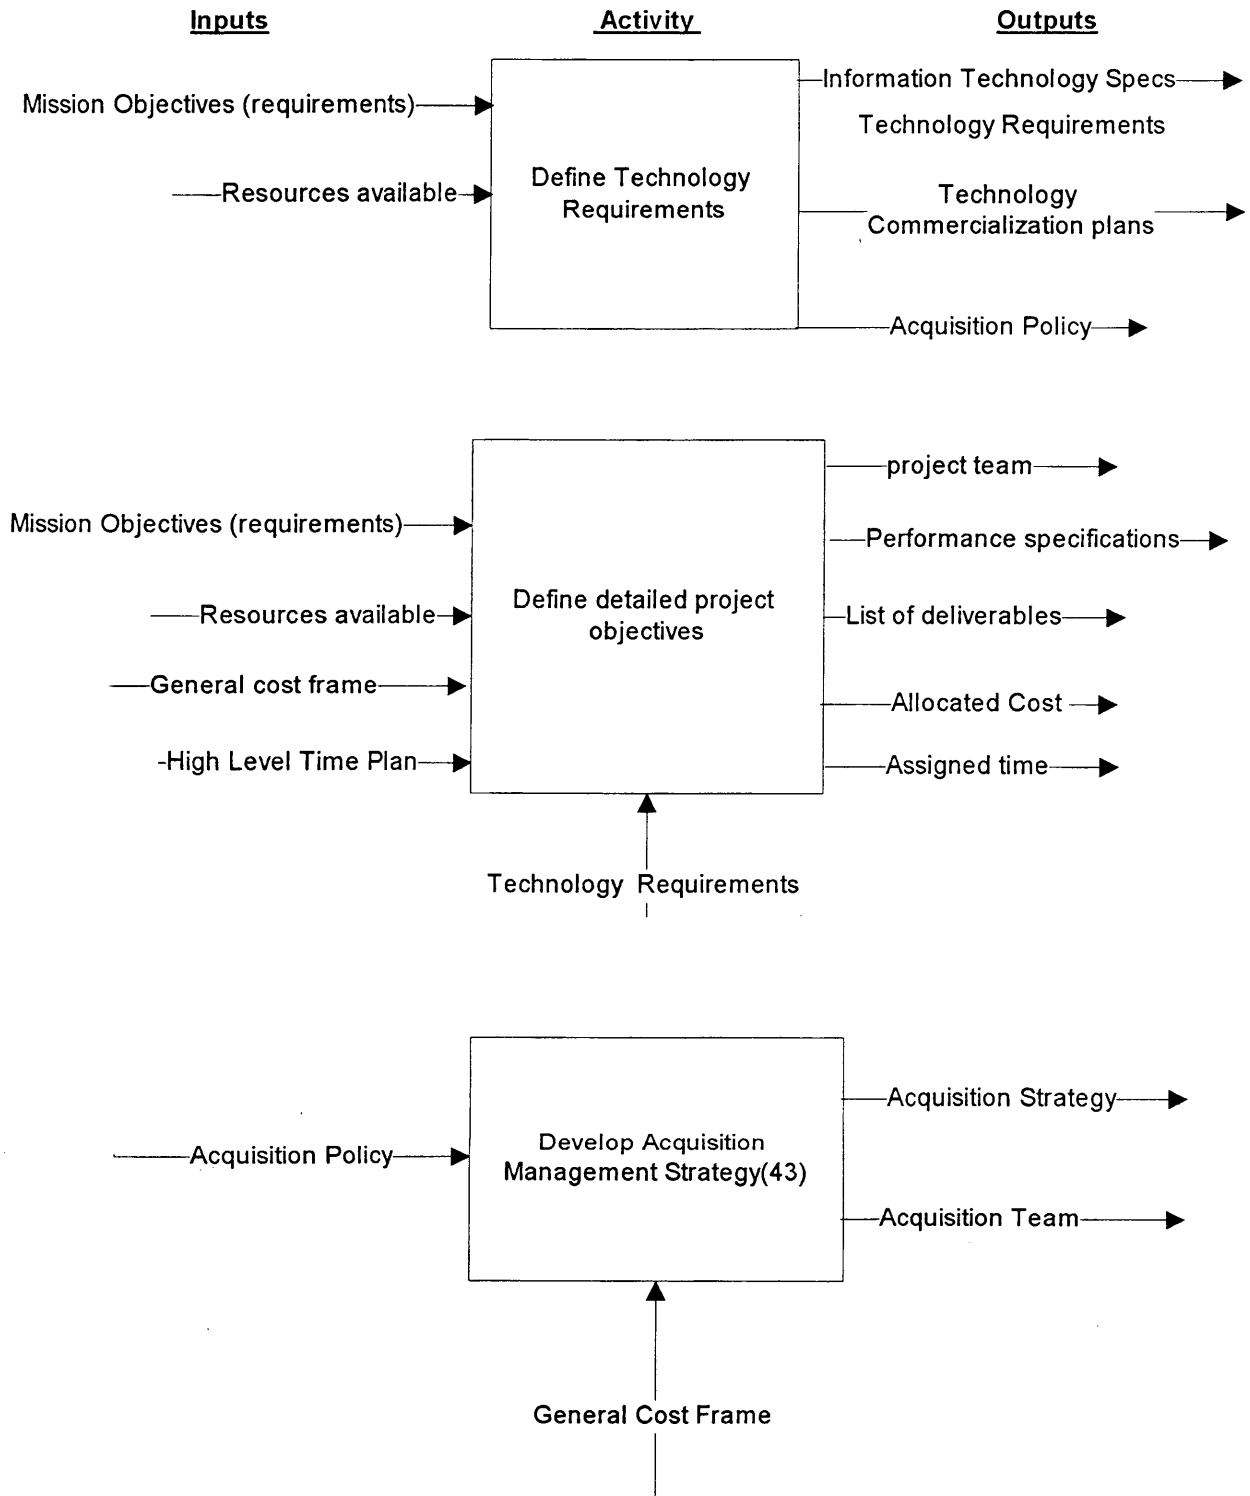 Inputs
Activity
Outputs
Mission Objectives (requirements)
Resources available
Define Technology
Requirements
Information Technology Specs
Technology Requirements
Technology
Commercialization plans
Acquisition Policy
Mission Objectives (requirements)
Resources available
General cost frame
High Level Time Plan
Define detailed project
objectives
project team
Performance specifications
List of deliverables
Allocated Cost
Assigned time
Technology Requirements
Acquisition Policy
Develop Acquisition
Management Strategy(43)
Acquisition Strategy
Acquisition Team
General Cost Frame